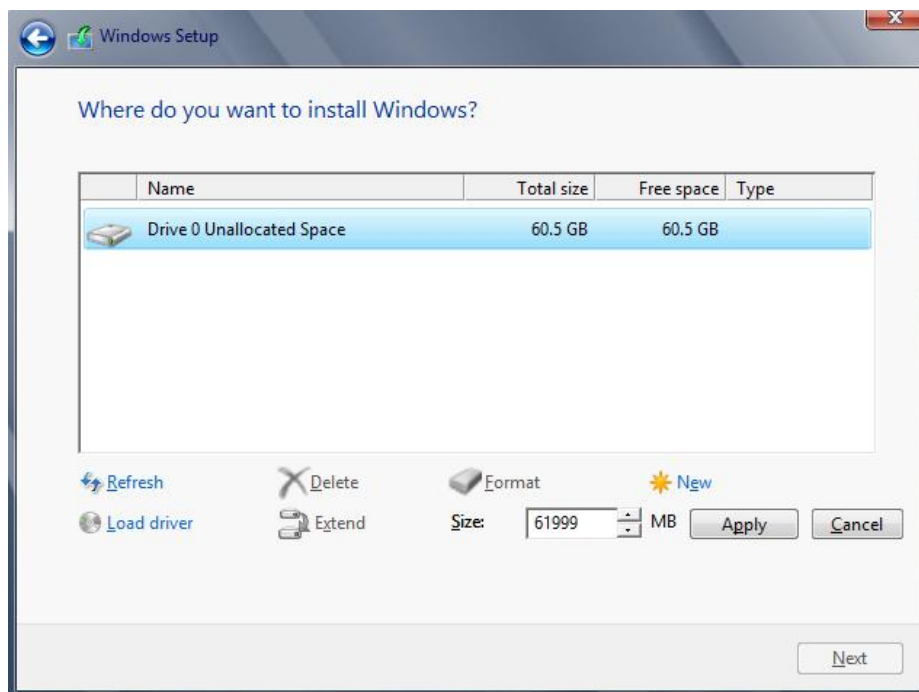 Windows Setup
Where do you want to install Windows?
Name Total size Free space Type
Drive 0 Unallocated Space 60.5 GB 60.5 GB
Refresh Delete Format New
Load driver Extend Size: 61999 MB Apply Cancel
Next